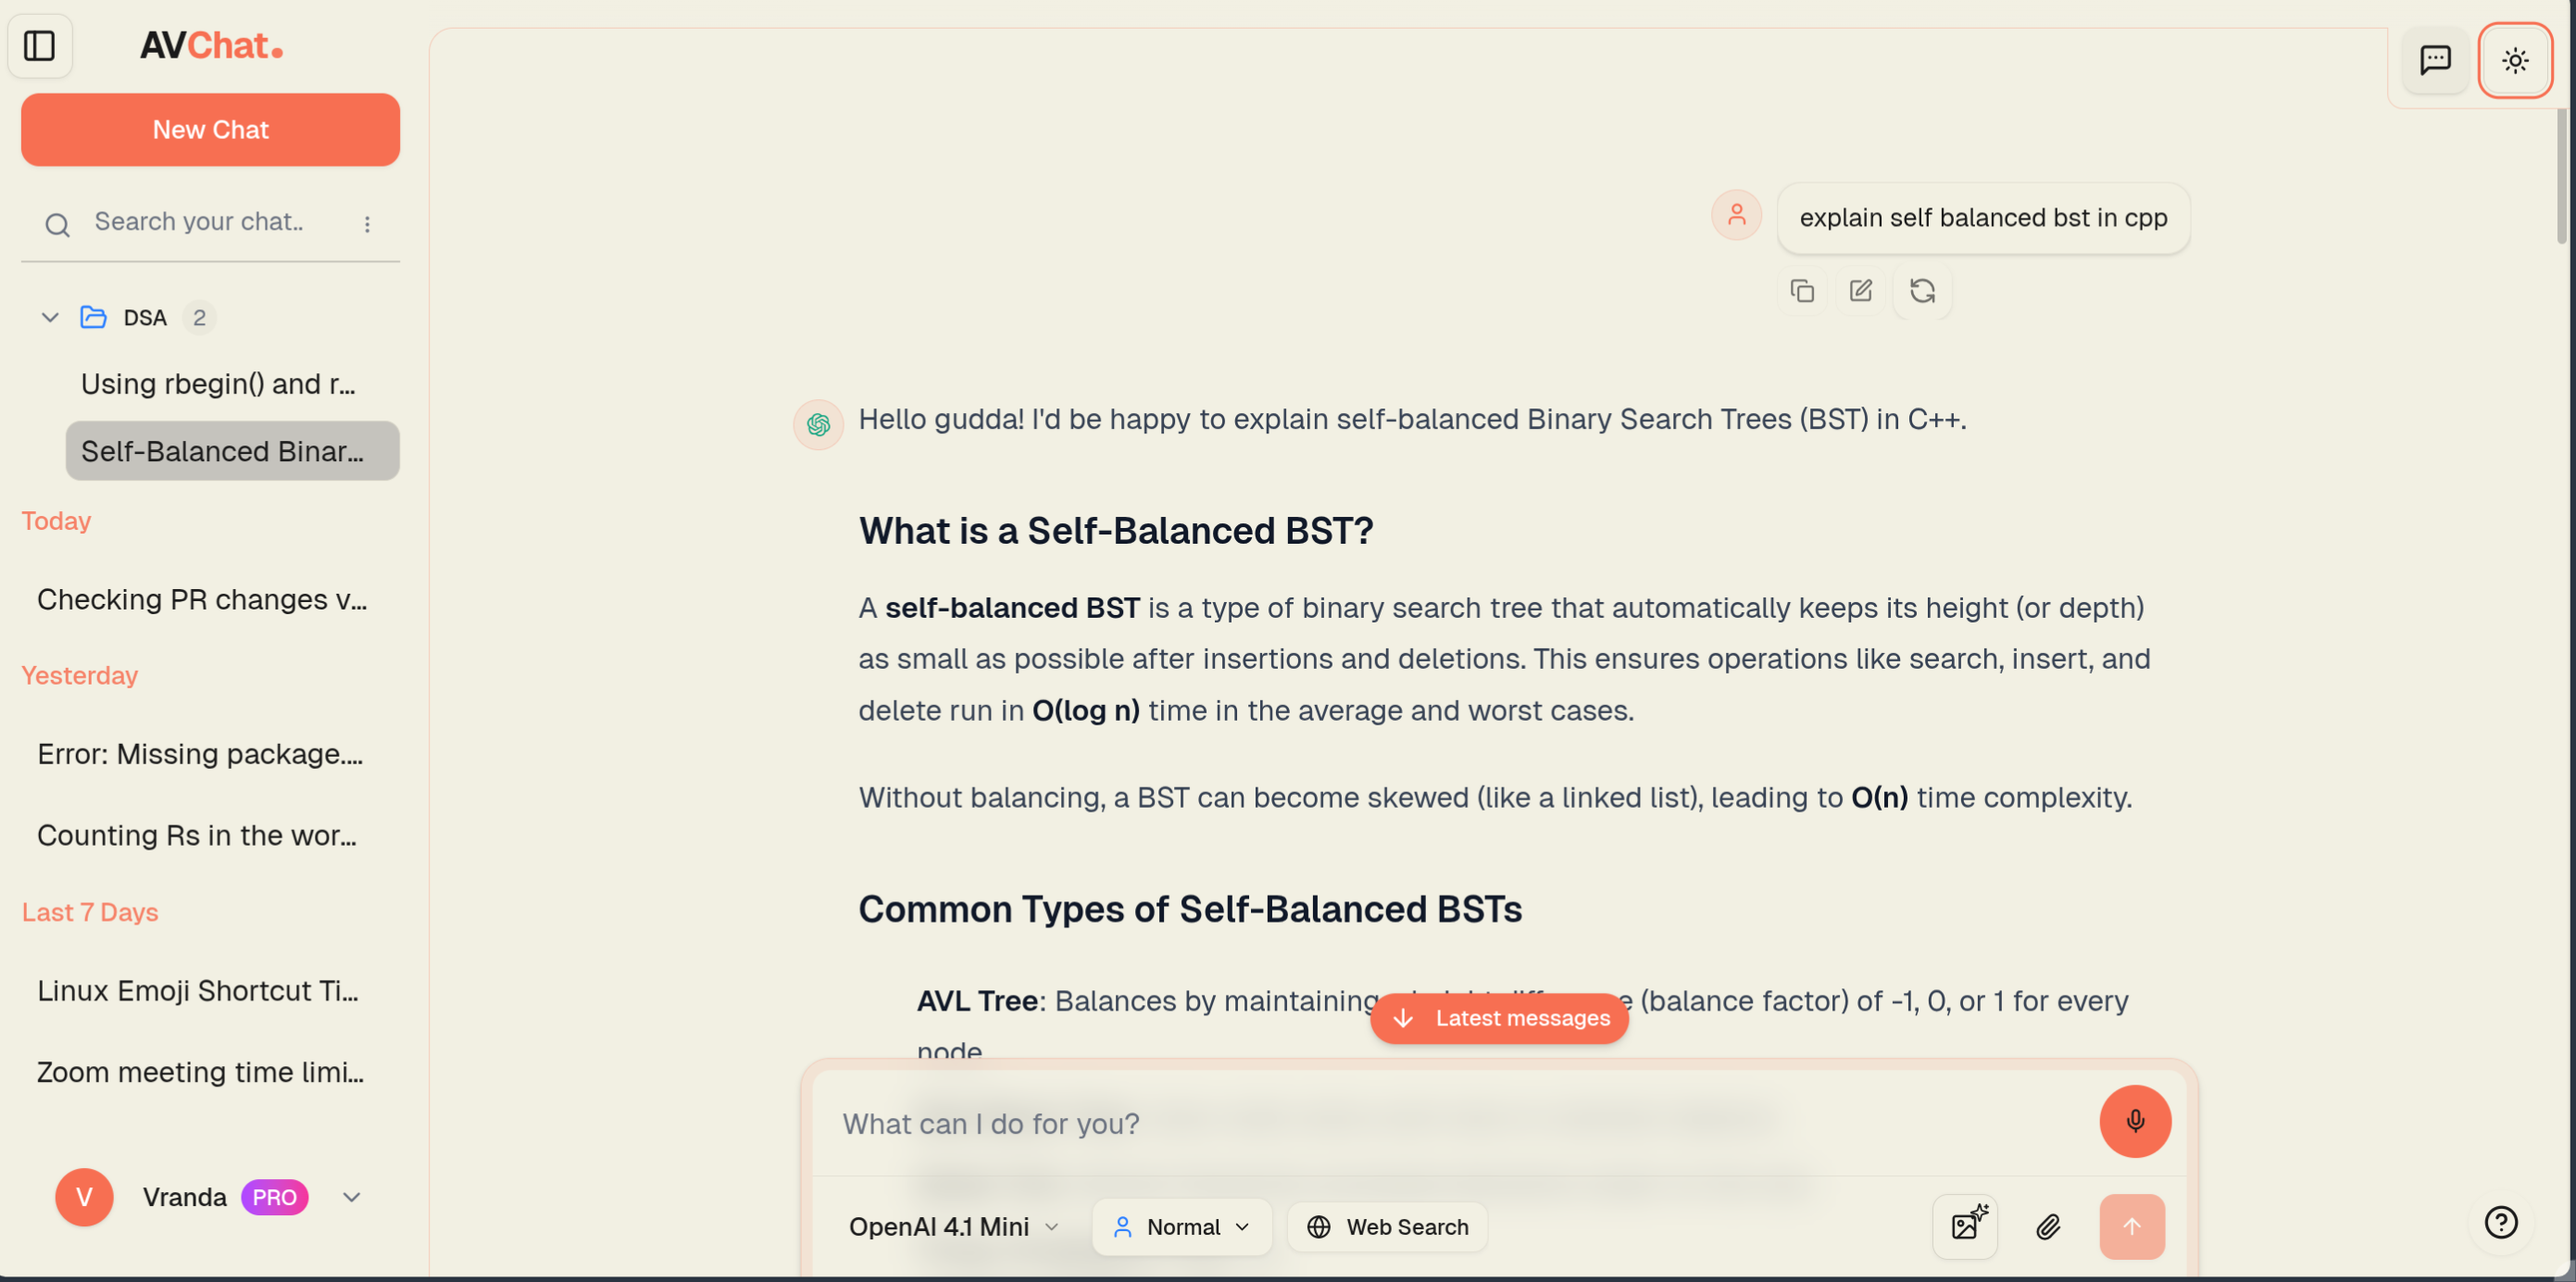 AVChat.
New Chat
Search your chat..
DSA 2
Using rbegin() and r...
Self-Balanced Binar...
Today
Checking PR changes v...
Yesterday
Error: Missing package....
Counting Rs in the wor...
Last 7 Days
Linux Emoji Shortcut Ti...
Zoom meeting time limi...
V Vranda PRO
explain self balanced bst in cpp
Hello gudda! I'd be happy to explain self-balanced Binary Search Trees (BST) in C++.
What is a Self-Balanced BST?
A self-balanced BST is a type of binary search tree that automatically keeps its height (or depth)
as small as possible after insertions and deletions. This ensures operations like search, insert, and
delete run in O(log n) time in the average and worst cases.
Without balancing, a BST can become skewed (like a linked list), leading to O(n) time complexity.
Common Types of Self-Balanced BSTs
AVL Tree: Balances by maintaining (balance factor) of -1, 0, or 1 for every
node.
Latest messages
What can I do for you?
OpenAI 4.1 Mini Normal Web Search